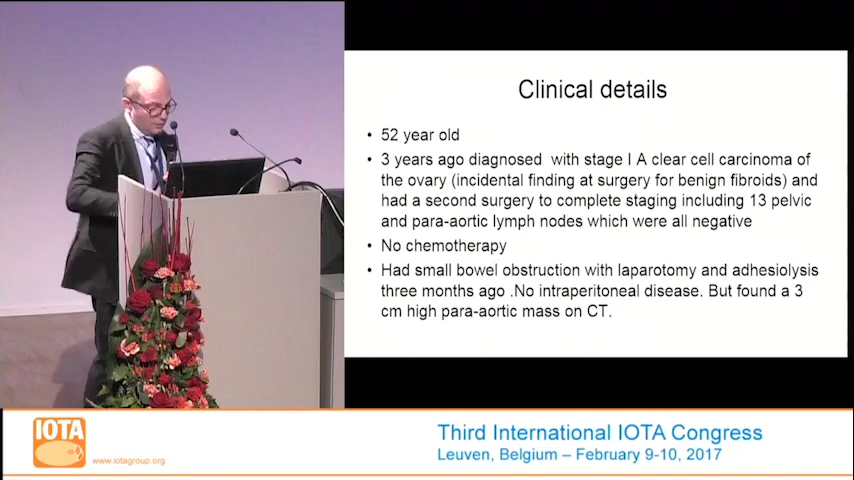 Clinical details
• 52 year old
• 3 years ago diagnosed with stage I A clear cell carcinoma of
the ovary (incidental finding at surgery for benign fibroids) and
had a second surgery to complete staging including 13 pelvic
and para-aortic lymph nodes which were all negative
• No chemotherapy
• Had small bowel obstruction with laparotomy and adhesiolysis
three months ago .No intraperitoneal disease. But found a 3
cm high para-aortic mass on CT.
IOTA
www.iotagroup.org
Third International IOTA Congress
Leuven, Belgium – February 9-10, 2017